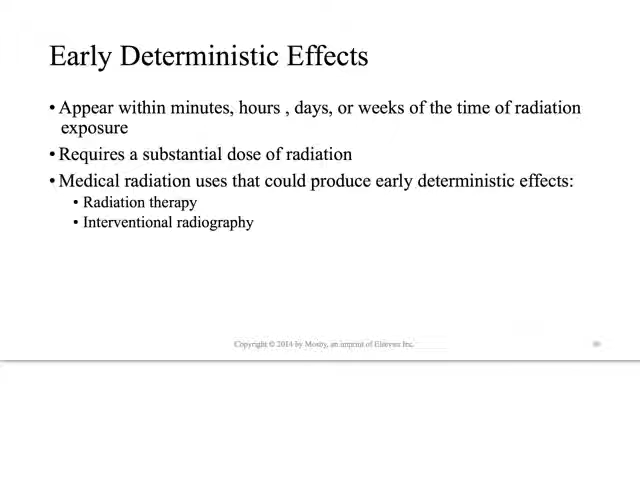 Early Deterministic Effects
• Appear within minutes, hours , days, or weeks of the time of radiation
exposure
• Requires a substantial dose of radiation
• Medical radiation uses that could produce early deterministic effects:
• Radiation therapy
• Interventional radiography
Copyright © 2014 by Mosby, an imprint of Elsevier Inc.